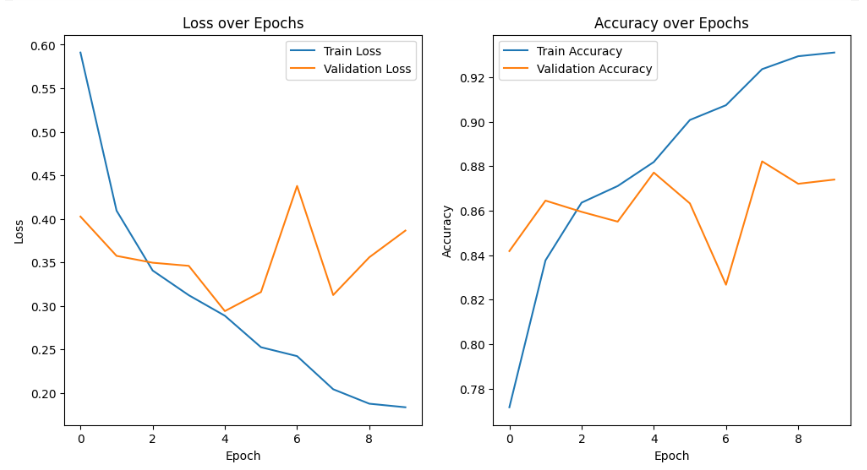 Loss over Epochs
Train Loss
Validation Loss
0.60
0.55
0.50
0.45
0.40
0.35
0.30
0.25
0.20
Loss
0 2 4 6 8
Epoch
Accuracy over Epochs
Train Accuracy
Validation Accuracy
0.92
0.90
0.88
0.86
0.84
0.82
0.80
0.78
Accuracy
0 2 4 6 8
Epoch